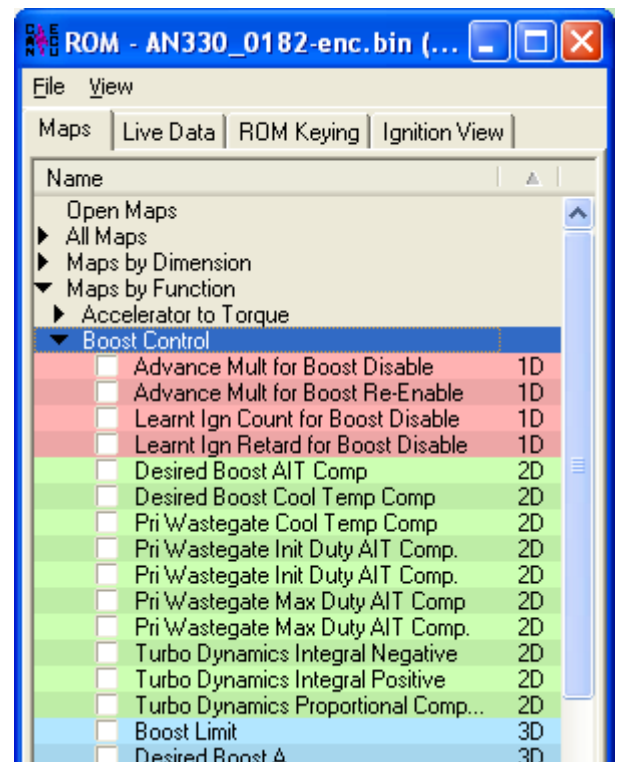 ROM - AN330_0182-enc.bin (...
File View
Maps Live Data ROM Keying Ignition View
Name
Open Maps
All Maps
Maps by Dimension
Maps by Function
Accelerator to Torque
Boost Control
Advance Mult for Boost Disable 1D
Advance Mult for Boost Re-Enable 1D
Learnt Ign Count for Boost Disable 1D
Learnt Ign Retard for Boost Disable 1D
Desired Boost AIT Comp 2D
Desired Boost Cool Temp Comp 2D
Pri Wastegate Cool Temp Comp 2D
Pri Wastegate Init Duty AIT Comp. 2D
Pri Wastegate Init Duty AIT Comp. 2D
Pri Wastegate Max Duty AIT Comp 2D
Pri Wastegate Max Duty AIT Comp. 2D
Turbo Dynamics Integral Negative 2D
Turbo Dynamics Integral Positive 2D
Turbo Dynamics Proportional Comp... 2D
Boost Limit 3D
Desired Boost A 3D